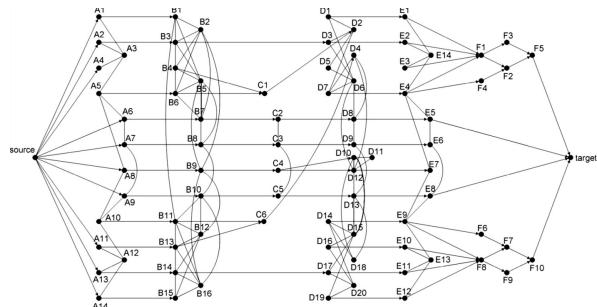 A1 B1 D1 E1
B2 D2
A2 B3 D3 E2 F1 F3
A3 D4 E14 F5
A4 B4 D5 E3 F2
B5 D6
A5 B6 C1 D7 E4 F4
A6 B7 C2 D8 E5
A7 B8 C3 D9 E6
source D10 D11 target
A8 B9 C4 D12 E7
A9 B10 C5 D13 E8
A10 B11 C6 D14 E9
B12 D15 F6
A11 B13 D16 E10 F7
A12 D18 E13 F8 F10
A13 B14 D17 E11 F9
B16 D20
A14 B15 D19 E12